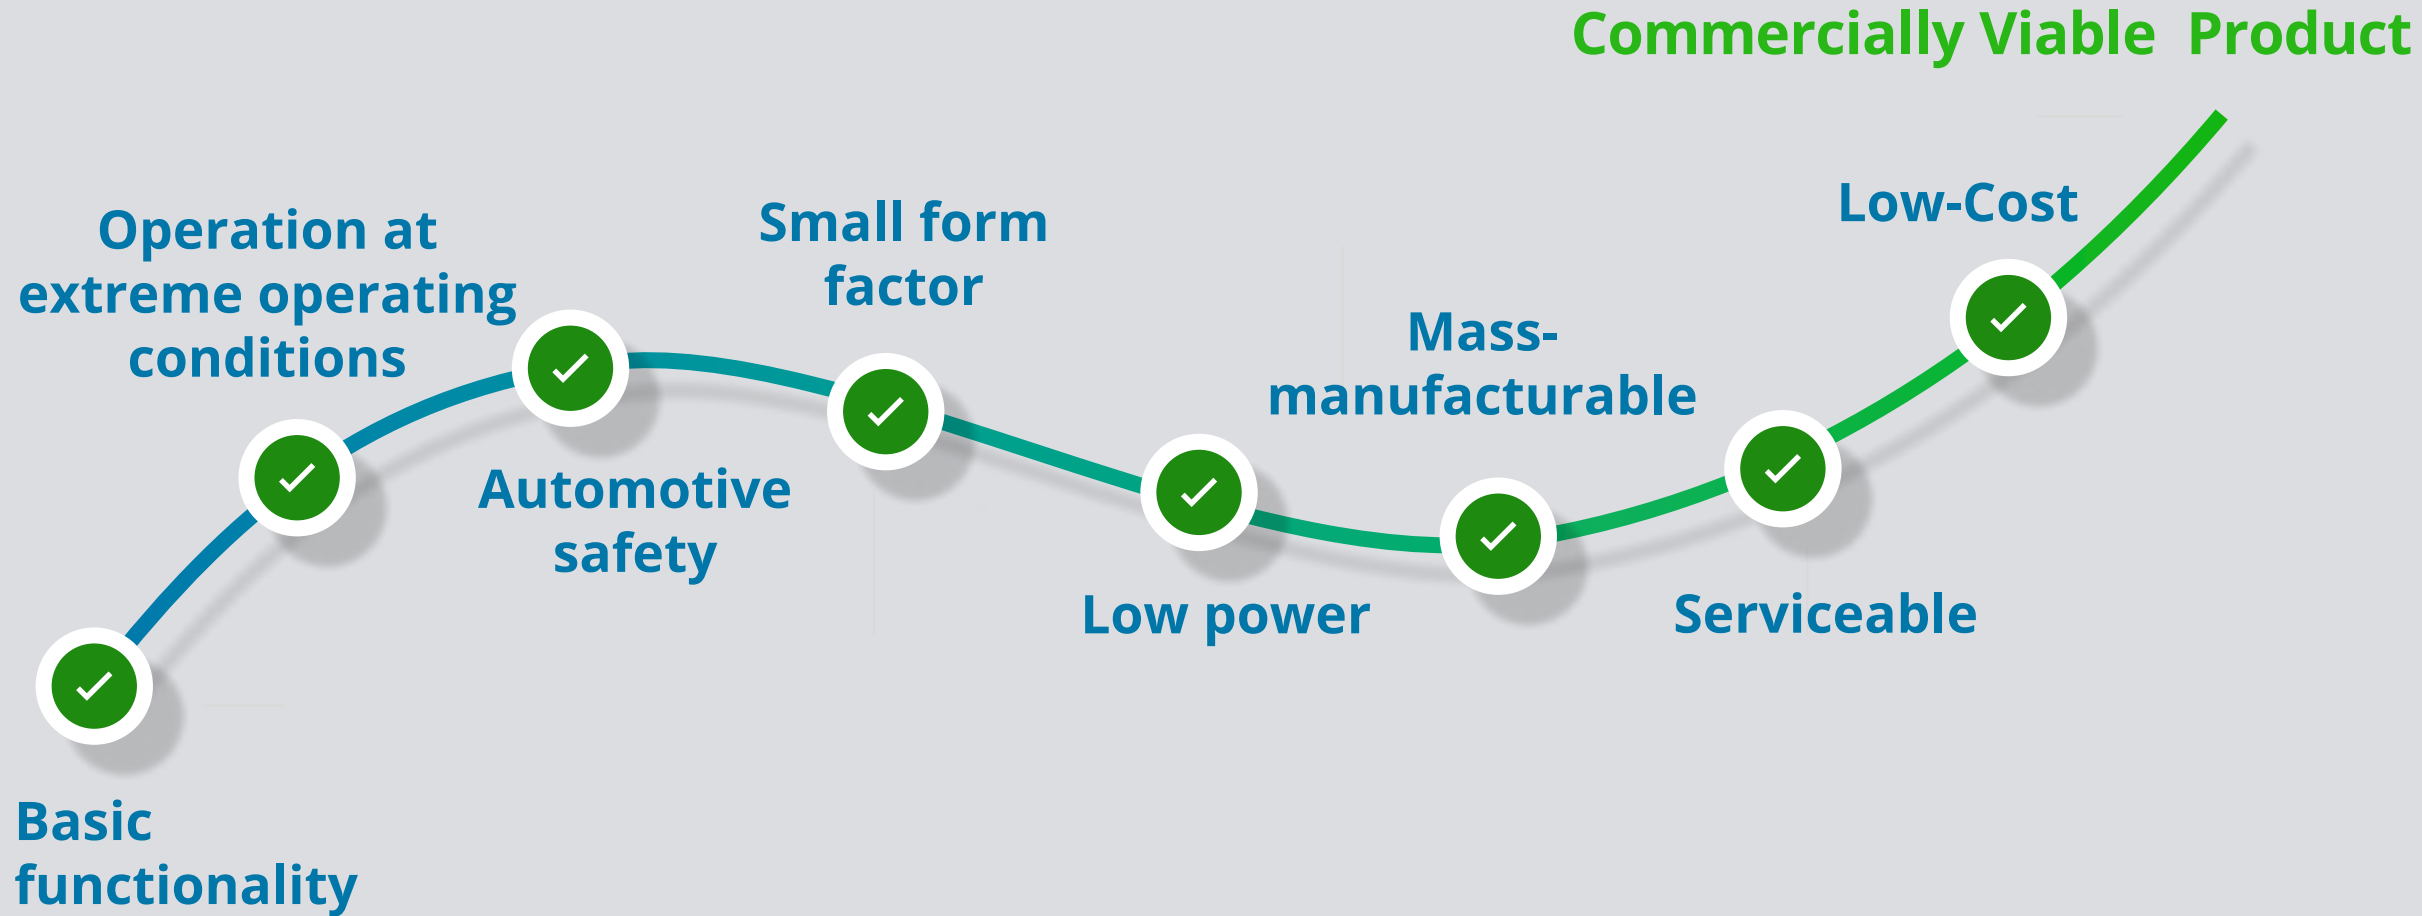 Commercially Viable  Product
Operation at
extreme operating
conditions
Small form
factor
Low-Cost
Mass-
manufacturable
Automotive
safety
Low power
Serviceable
Basic
functionality